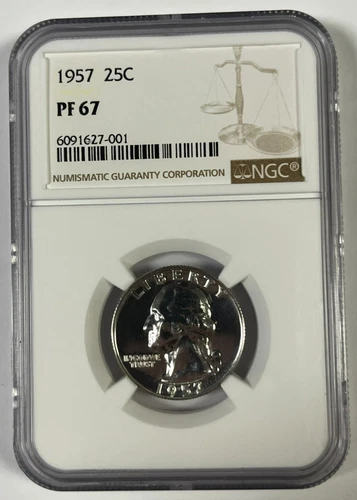 1957 25C
PF 67
6091627-001
NUMISMATIC GUARANTY CORPORATION NGC®
LIBERTY
IN GOD WE
TRUST
1957